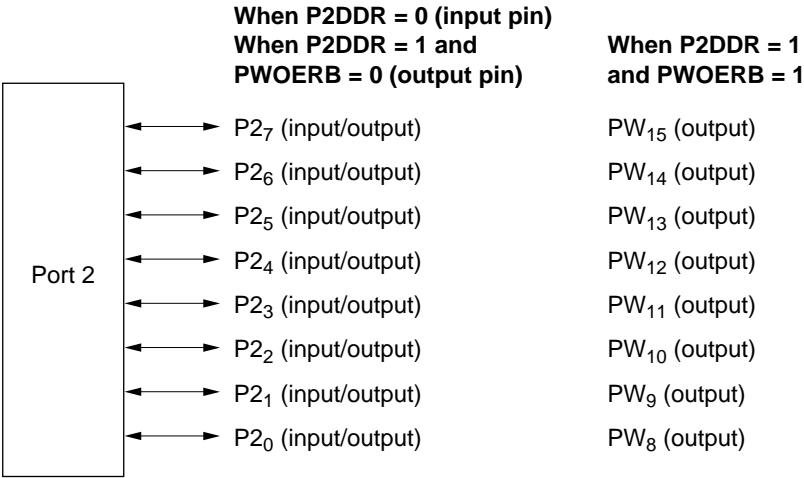 When P2DDR = 0 (input pin)
When P2DDR = 1 and
PWOERB = 0 (output pin)
When P2DDR = 1
and PWOERB = 1
Port 2
P2₇ (input/output) PW₁₅ (output)
P2₆ (input/output) PW₁₄ (output)
P2₅ (input/output) PW₁₃ (output)
P2₄ (input/output) PW₁₂ (output)
P2₃ (input/output) PW₁₁ (output)
P2₂ (input/output) PW₁₀ (output)
P2₁ (input/output) PW₉ (output)
P2₀ (input/output) PW₈ (output)